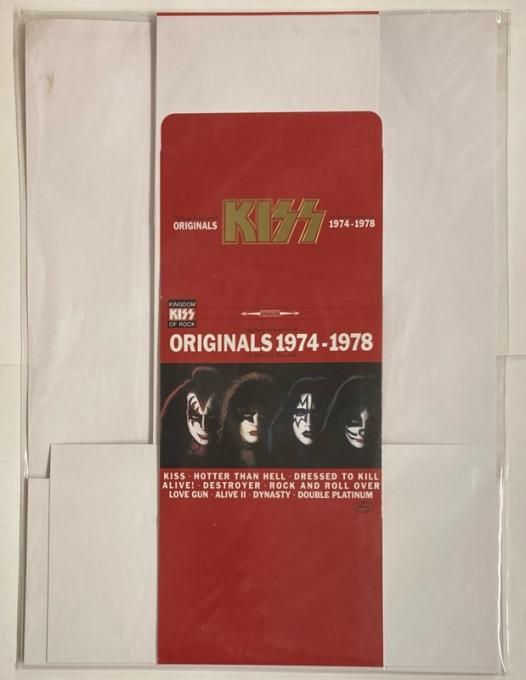 KISS
ORIGINALS
1974-1978
KINGDOM
KISS
OF ROCK
ORIGINALS 1974-1978
KISS · HOTTER THAN HELL · DRESSED TO KILL
ALIVE! · DESTROYER · ROCK AND ROLL OVER
LOVE GUN · ALIVE II · DYNASTY · DOUBLE PLATINUM